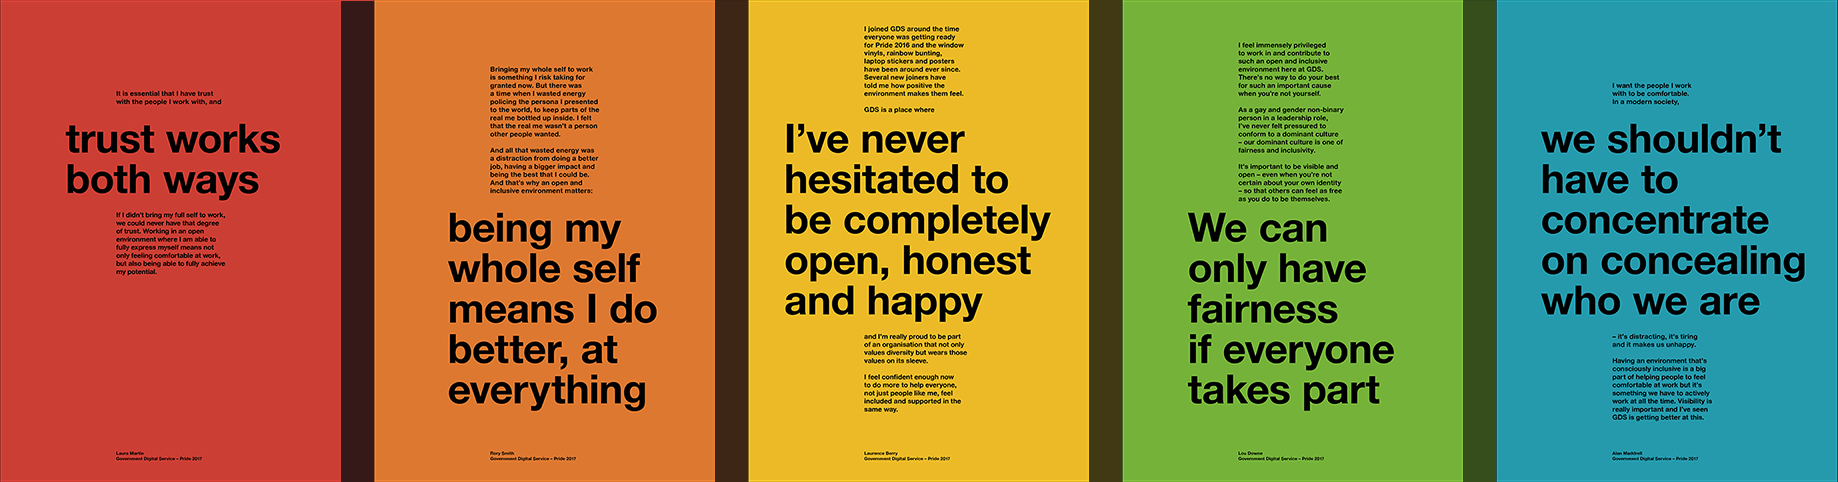 It is essential that I have trust
with the people I work with, and
trust works
both ways
If I didn't bring my full self to work,
we could never have that degree
of trust. Working in an open
environment where I am able to
fully express myself means not
only feeling comfortable at work,
but also being able to fully achieve
my potential.
Laura Martin
Government Digital Service – Pride 2017
Bringing my whole self to work
is something I risk taking for
granted now. But there was
a time when I wasted energy
policing the persona I presented
to the world, to keep parts of the
real me bottled up inside. I felt
that the real me wasn't a person
other people wanted.
And all that wasted energy was
a distraction from doing a better
job, having a bigger impact and
being the best that I could be.
And that's why an open and
inclusive environment matters:
being my
whole self
means I do
better, at
everything
Rory Smith
Government Digital Service – Pride 2017
I joined GDS around the time
everyone was getting ready
for Pride 2016 and the window
vinyls, rainbow bunting,
laptop stickers and posters
have been around ever since.
Several new joiners have
told me how positive the
environment makes them feel.
GDS is a place where
I've never
hesitated to
be completely
open, honest
and happy
and I'm really proud to be part
of an organisation that not only
values diversity but wears those
values on its sleeve.
I feel confident enough now
to do more to help everyone,
not just people like me, feel
included and supported in the
same way.
Laurence Berry
Government Digital Service – Pride 2017
I feel immensely privileged
to work in and contribute to
such an open and inclusive
environment here at GDS.
There's no way to do your best
for such an important cause
when you're not yourself.
As a gay and gender non-binary
person in a leadership role,
I've never felt pressured to
conform to a dominant culture
– our dominant culture is one of
fairness and inclusivity.
It's important to be visible and
open – even when you're not
certain about your own identity
– so that others can feel as free
as you do to be themselves.
We can
only have
fairness
if everyone
takes part
Lou Downe
Government Digital Service – Pride 2017
I want the people I work
with to be comfortable.
In a modern society,
we shouldn't
have to
concentrate
on concealing
who we are
– it's distracting, it's tiring
and it makes us unhappy.
Having an environment that's
consciously inclusive is a big
part of helping people to feel
comfortable at work but it's
something we have to actively
work at all the time. Visibility is
really important and I've seen
GDS is getting better at this.
Alan Maddrell
Government Digital Service – Pride 2017